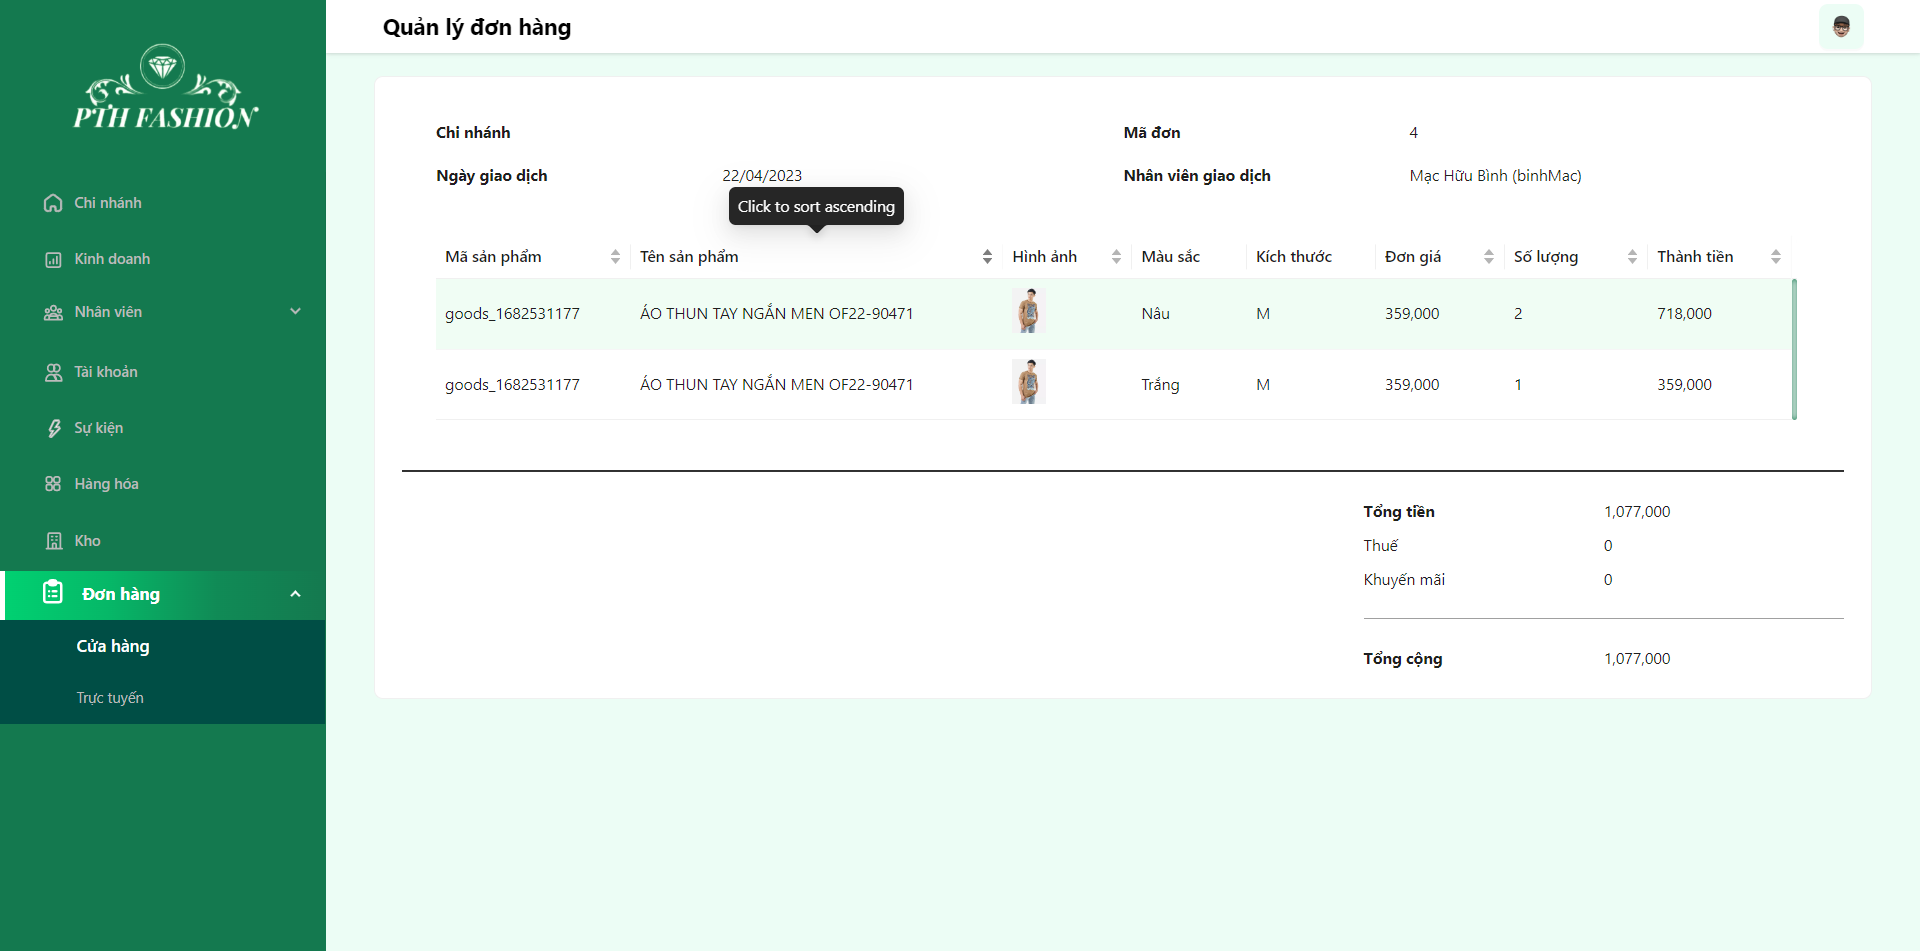 PTH FASHION
Chi nhánh
Kinh doanh
Nhân viên
Tài khoản
Sự kiện
Hàng hóa
Kho
Đơn hàng
Cửa hàng
Trực tuyến
Quản lý đơn hàng
Chi nhánh
Mã đơn 4
Ngày giao dịch 22/04/2023
Nhân viên giao dịch Mạc Hữu Bình (binhMac)
Click to sort ascending
Mã sản phẩm Tên sản phẩm Hình ảnh Màu sắc Kích thước Đơn giá Số lượng Thành tiền
goods_1682531177 ÁO THUN TAY NGẮN MEN OF22-90471 Nâu M 359,000 2 718,000
goods_1682531177 ÁO THUN TAY NGẮN MEN OF22-90471 Trắng M 359,000 1 359,000
Tổng tiền 1,077,000
Thuế 0
Khuyến mãi 0
Tổng cộng 1,077,000